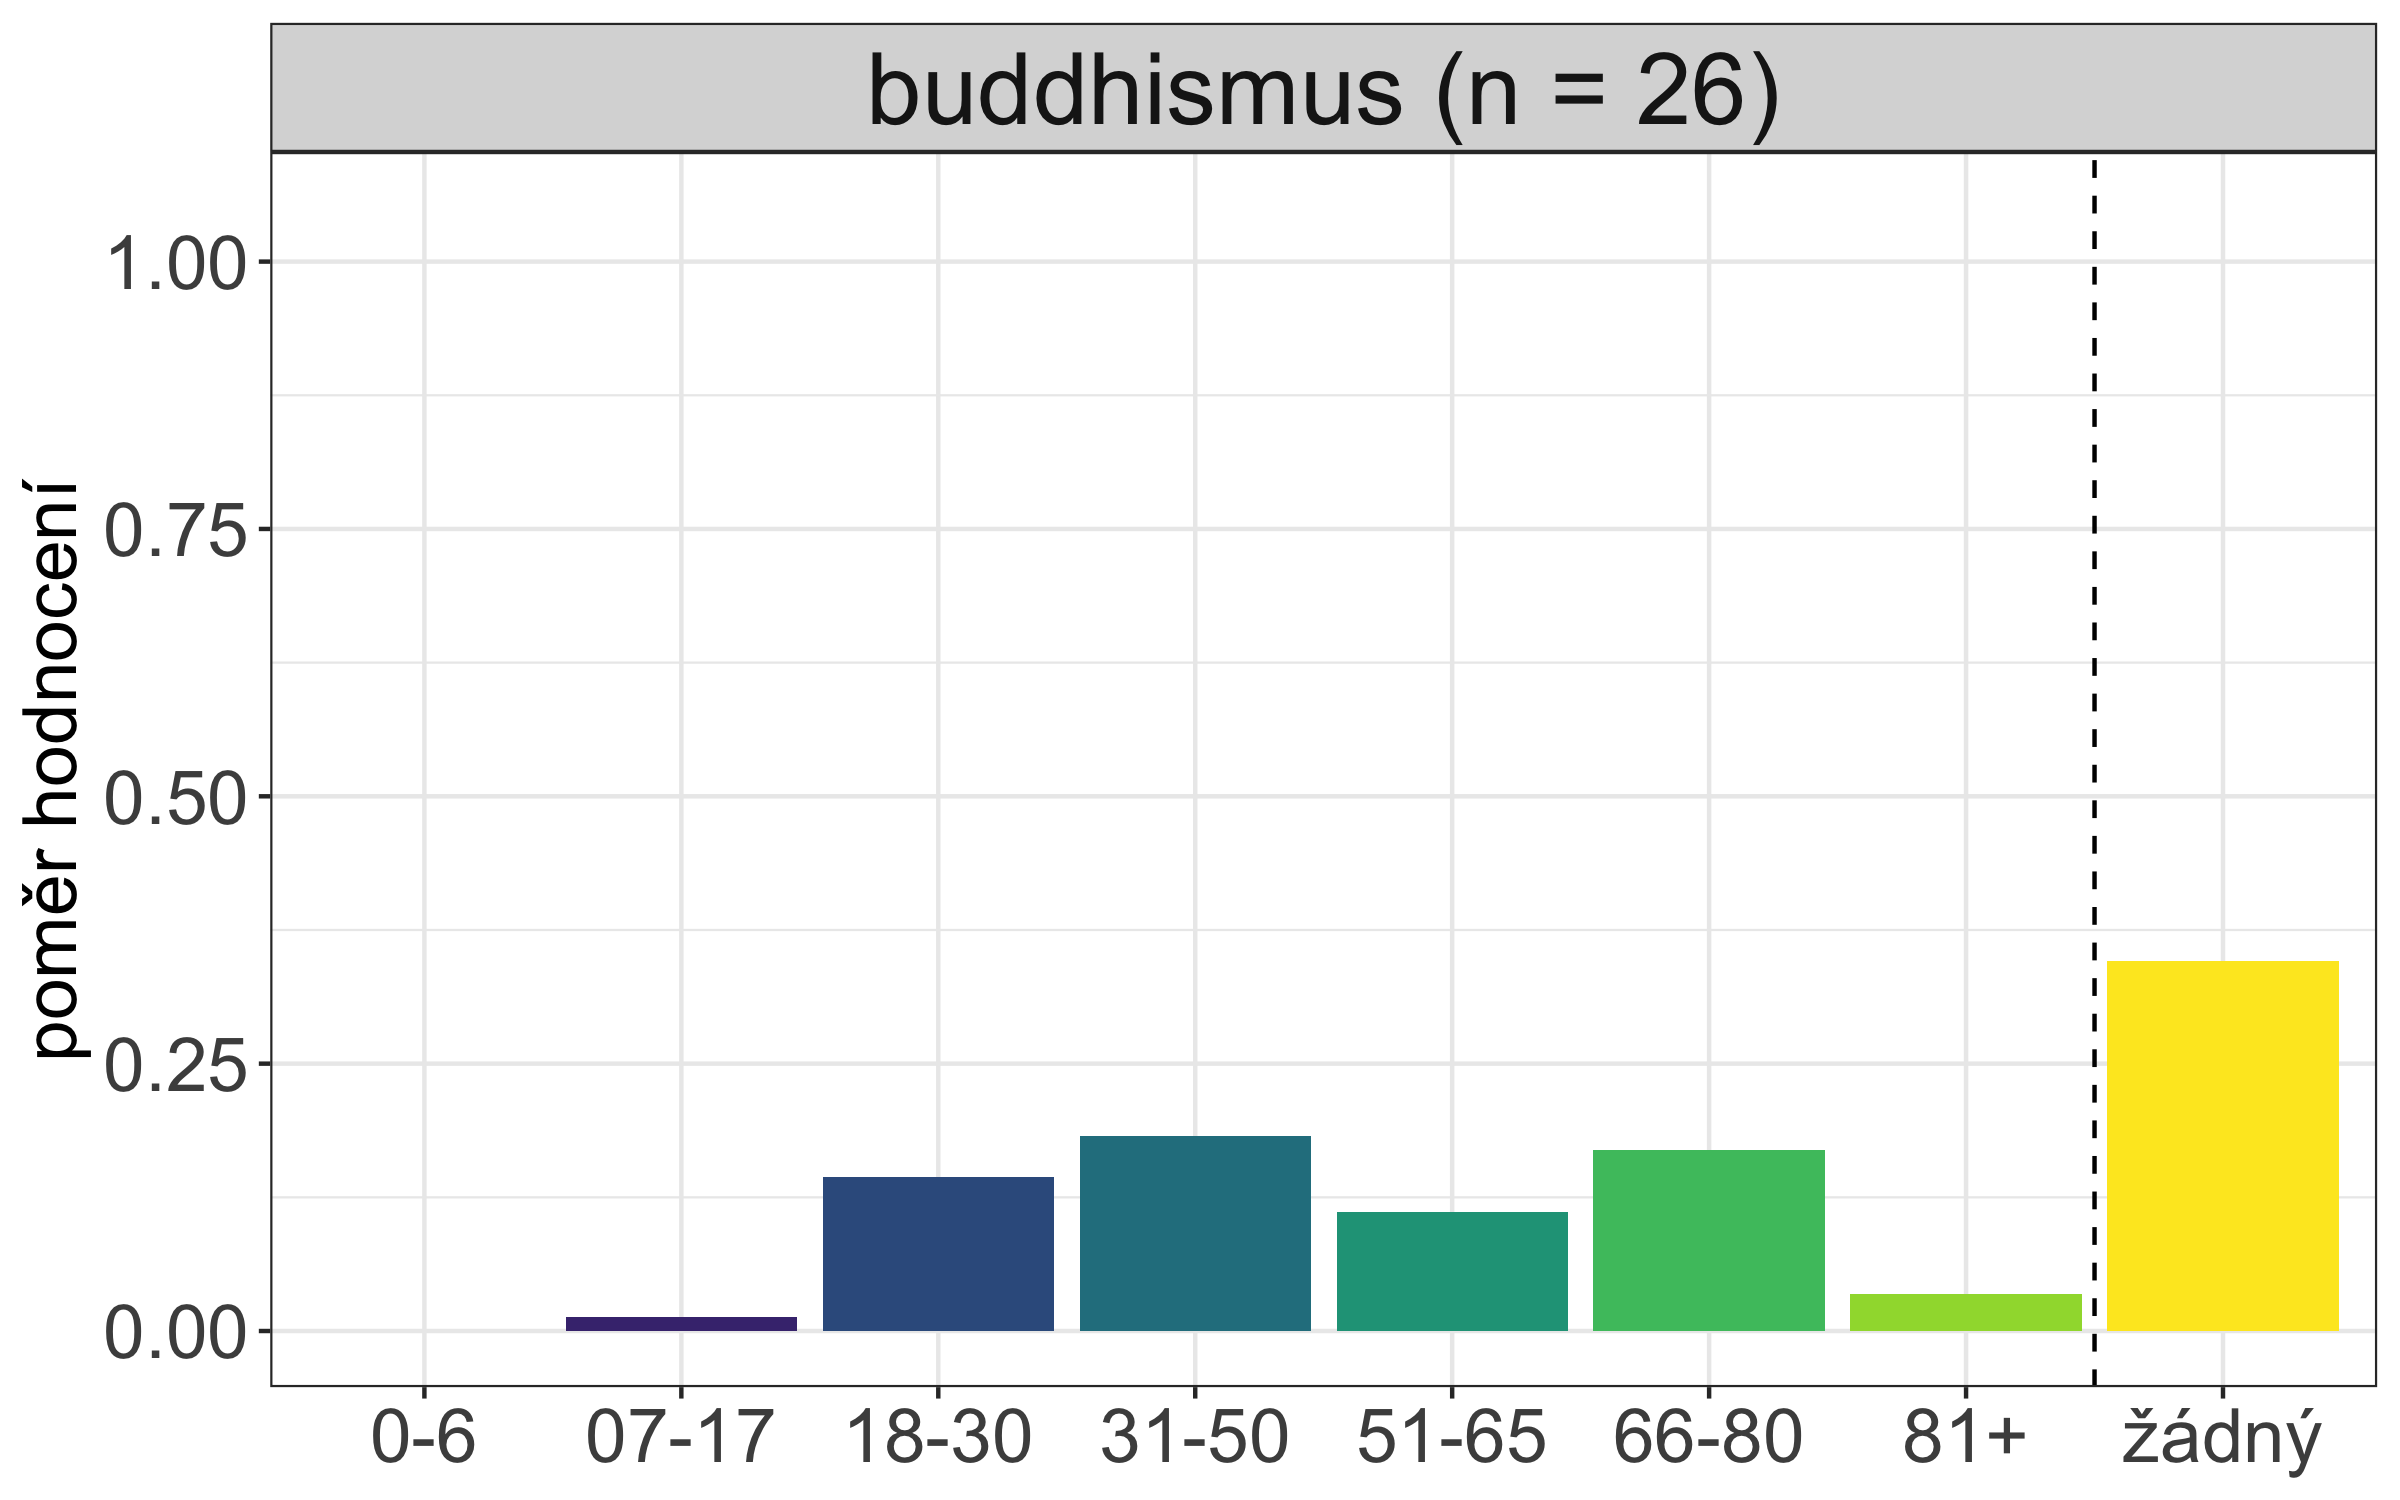 buddhismus (n = 26)
poměr hodnocení
1.00
0.75
0.50
0.25
0.00
0-6 07-17 18-30 31-50 51-65 66-80 81+ žádný